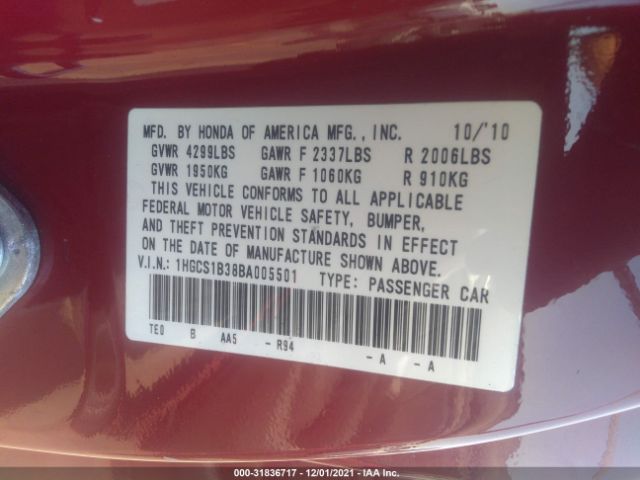 MFD. BY HONDA OF AMERICA MFG., INC. 10/'10
GVWR 4299LBS GAWR F 2337LBS R 2006LBS
GVWR 1950KG GAWR F 1060KG R 910KG
THIS VEHICLE CONFORMS TO ALL APPLICABLE
FEDERAL MOTOR VEHICLE SAFETY, BUMPER,
AND THEFT PREVENTION STANDARDS IN EFFECT
ON THE DATE OF MANUFACTURE SHOWN ABOVE.
V.I.N.: 1HGCS1B38BA005501 TYPE: PASSENGER CAR
TE0 B AA5 - R94 - A - A
000-31836717 - 12/01/2021 - IAA Inc.